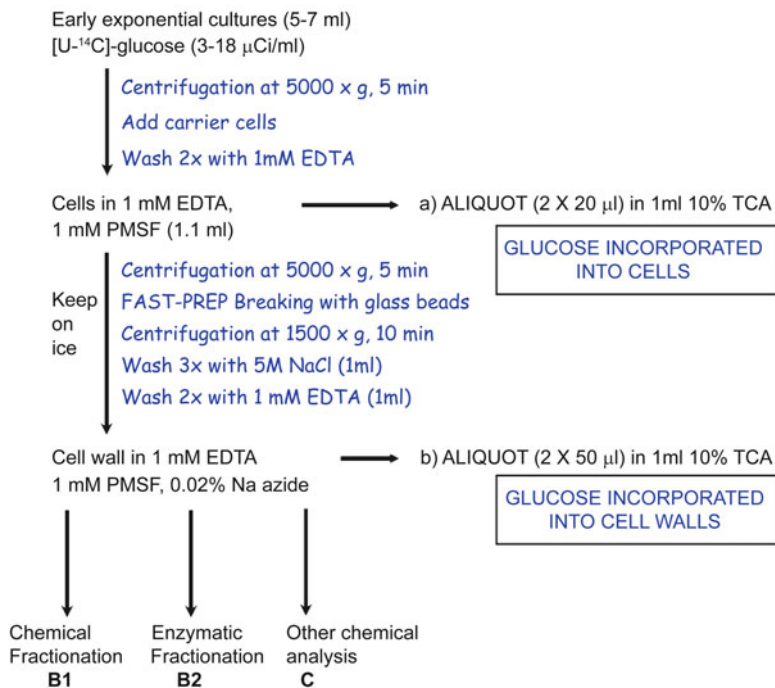 Early exponential cultures (5-7 ml)
[U-¹⁴C]-glucose (3-18 μCi/ml)
Centrifugation at 5000 x g, 5 min
Add carrier cells
Wash 2x with 1mM EDTA
Cells in 1 mM EDTA,
1 mM PMSF (1.1 ml)
a) ALIQUOT (2 X 20 μl) in 1ml 10% TCA
GLUCOSE INCORPORATED
INTO CELLS
Keep
on
ice
Centrifugation at 5000 x g, 5 min
FAST-PREP Breaking with glass beads
Centrifugation at 1500 x g, 10 min
Wash 3x with 5M NaCl (1ml)
Wash 2x with 1 mM EDTA (1ml)
Cell wall in 1 mM EDTA
1 mM PMSF, 0.02% Na azide
b) ALIQUOT (2 X 50 μl) in 1ml 10% TCA
GLUCOSE INCORPORATED
INTO CELL WALLS
Chemical
Fractionation
B1
Enzymatic
Fractionation
B2
Other chemical
analysis
C